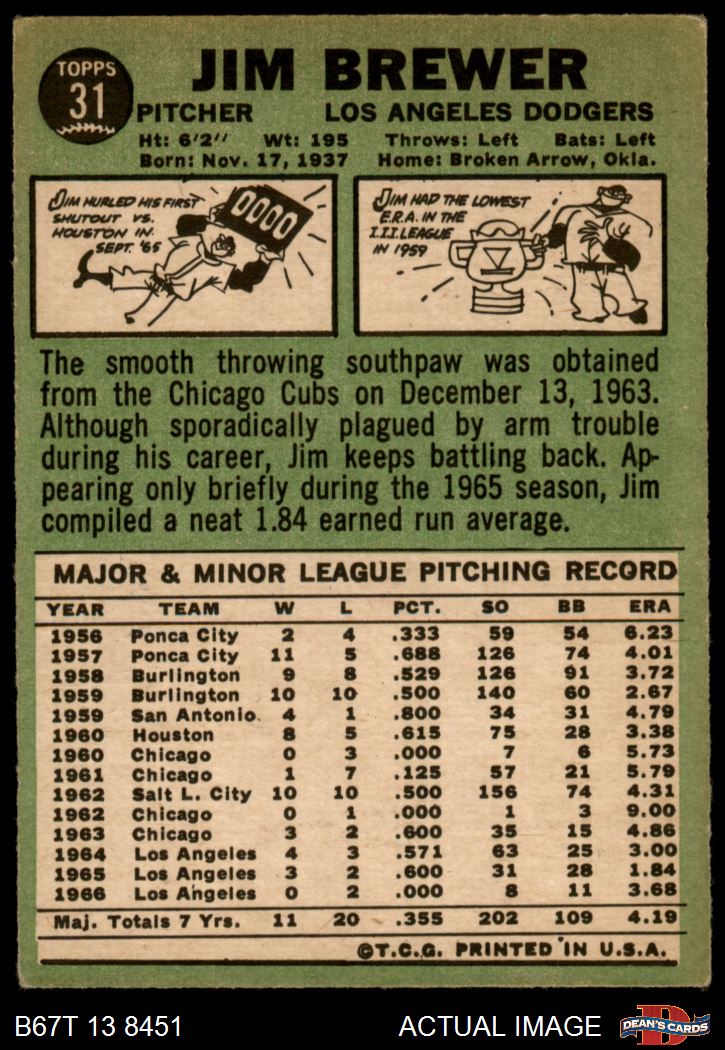 TOPPS
31
JIM BREWER
PITCHER LOS ANGELES DODGERS
Ht: 6'2" Wt: 195 Throws: Left Bats: Left
Born: Nov. 17, 1937 Home: Broken Arrow, Okla.
JIM HURLED HIS FIRST
SHUTOUT VS.
HOUSTON IN
SEPT. '65
0000
JIM HAD THE LOWEST
E.R.A. IN THE
I.I.I. LEAGUE
IN 1959
The smooth throwing southpaw was obtained
from the Chicago Cubs on December 13, 1963.
Although sporadically plagued by arm trouble
during his career, Jim keeps battling back. Ap-
pearing only briefly during the 1965 season, Jim
compiled a neat 1.84 earned run average.
MAJOR & MINOR LEAGUE PITCHING RECORD
YEAR TEAM W L PCT. SO BB ERA
1956 Ponca City 2 4 .333 59 54 6.23
1957 Ponca City 11 5 .688 126 74 4.01
1958 Burlington 9 8 .529 126 91 3.72
1959 Burlington 10 10 .500 140 60 2.67
1959 San Antonio 4 1 .800 34 31 4.79
1960 Houston 8 5 .615 75 28 3.38
1960 Chicago 0 3 .000 7 6 5.73
1961 Chicago 1 7 .125 57 21 5.79
1962 Salt L. City 10 10 .500 156 74 4.31
1962 Chicago 0 1 .000 1 3 9.00
1963 Chicago 3 2 .600 35 15 4.86
1964 Los Angeles 4 3 .571 63 25 3.00
1965 Los Angeles 3 2 .600 31 28 1.84
1966 Los Angeles 0 2 .000 8 11 3.68
Maj. Totals 7 Yrs. 11 20 .355 202 109 4.19
©T.C.G. PRINTED IN U.S.A.
B67T 13 8451 ACTUAL IMAGE
D
DEAN'S CARDS